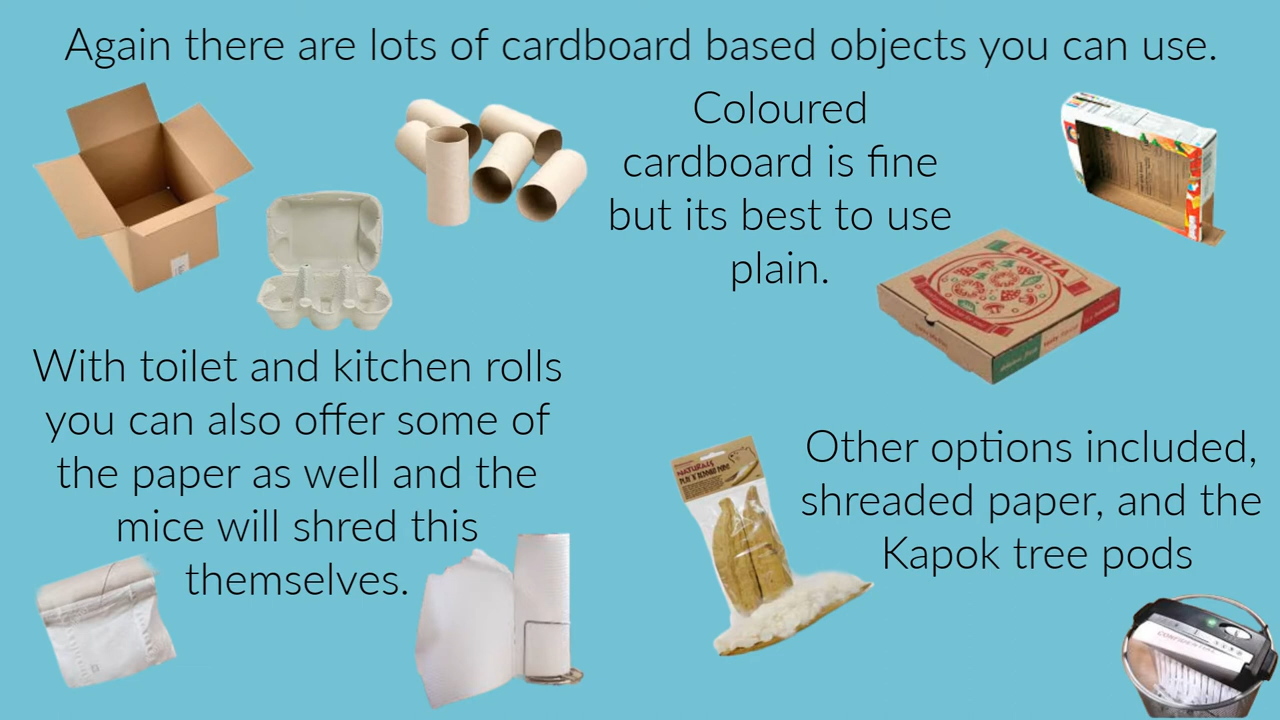 Again there are lots of cardboard based objects you can use.
Coloured
cardboard is fine
but its best to use
plain.
PIZZA
With toilet and kitchen rolls
you can also offer some of
the paper as well and the
mice will shred this
themselves.
NATURALS
Other options included,
shreaded paper, and the
Kapok tree pods